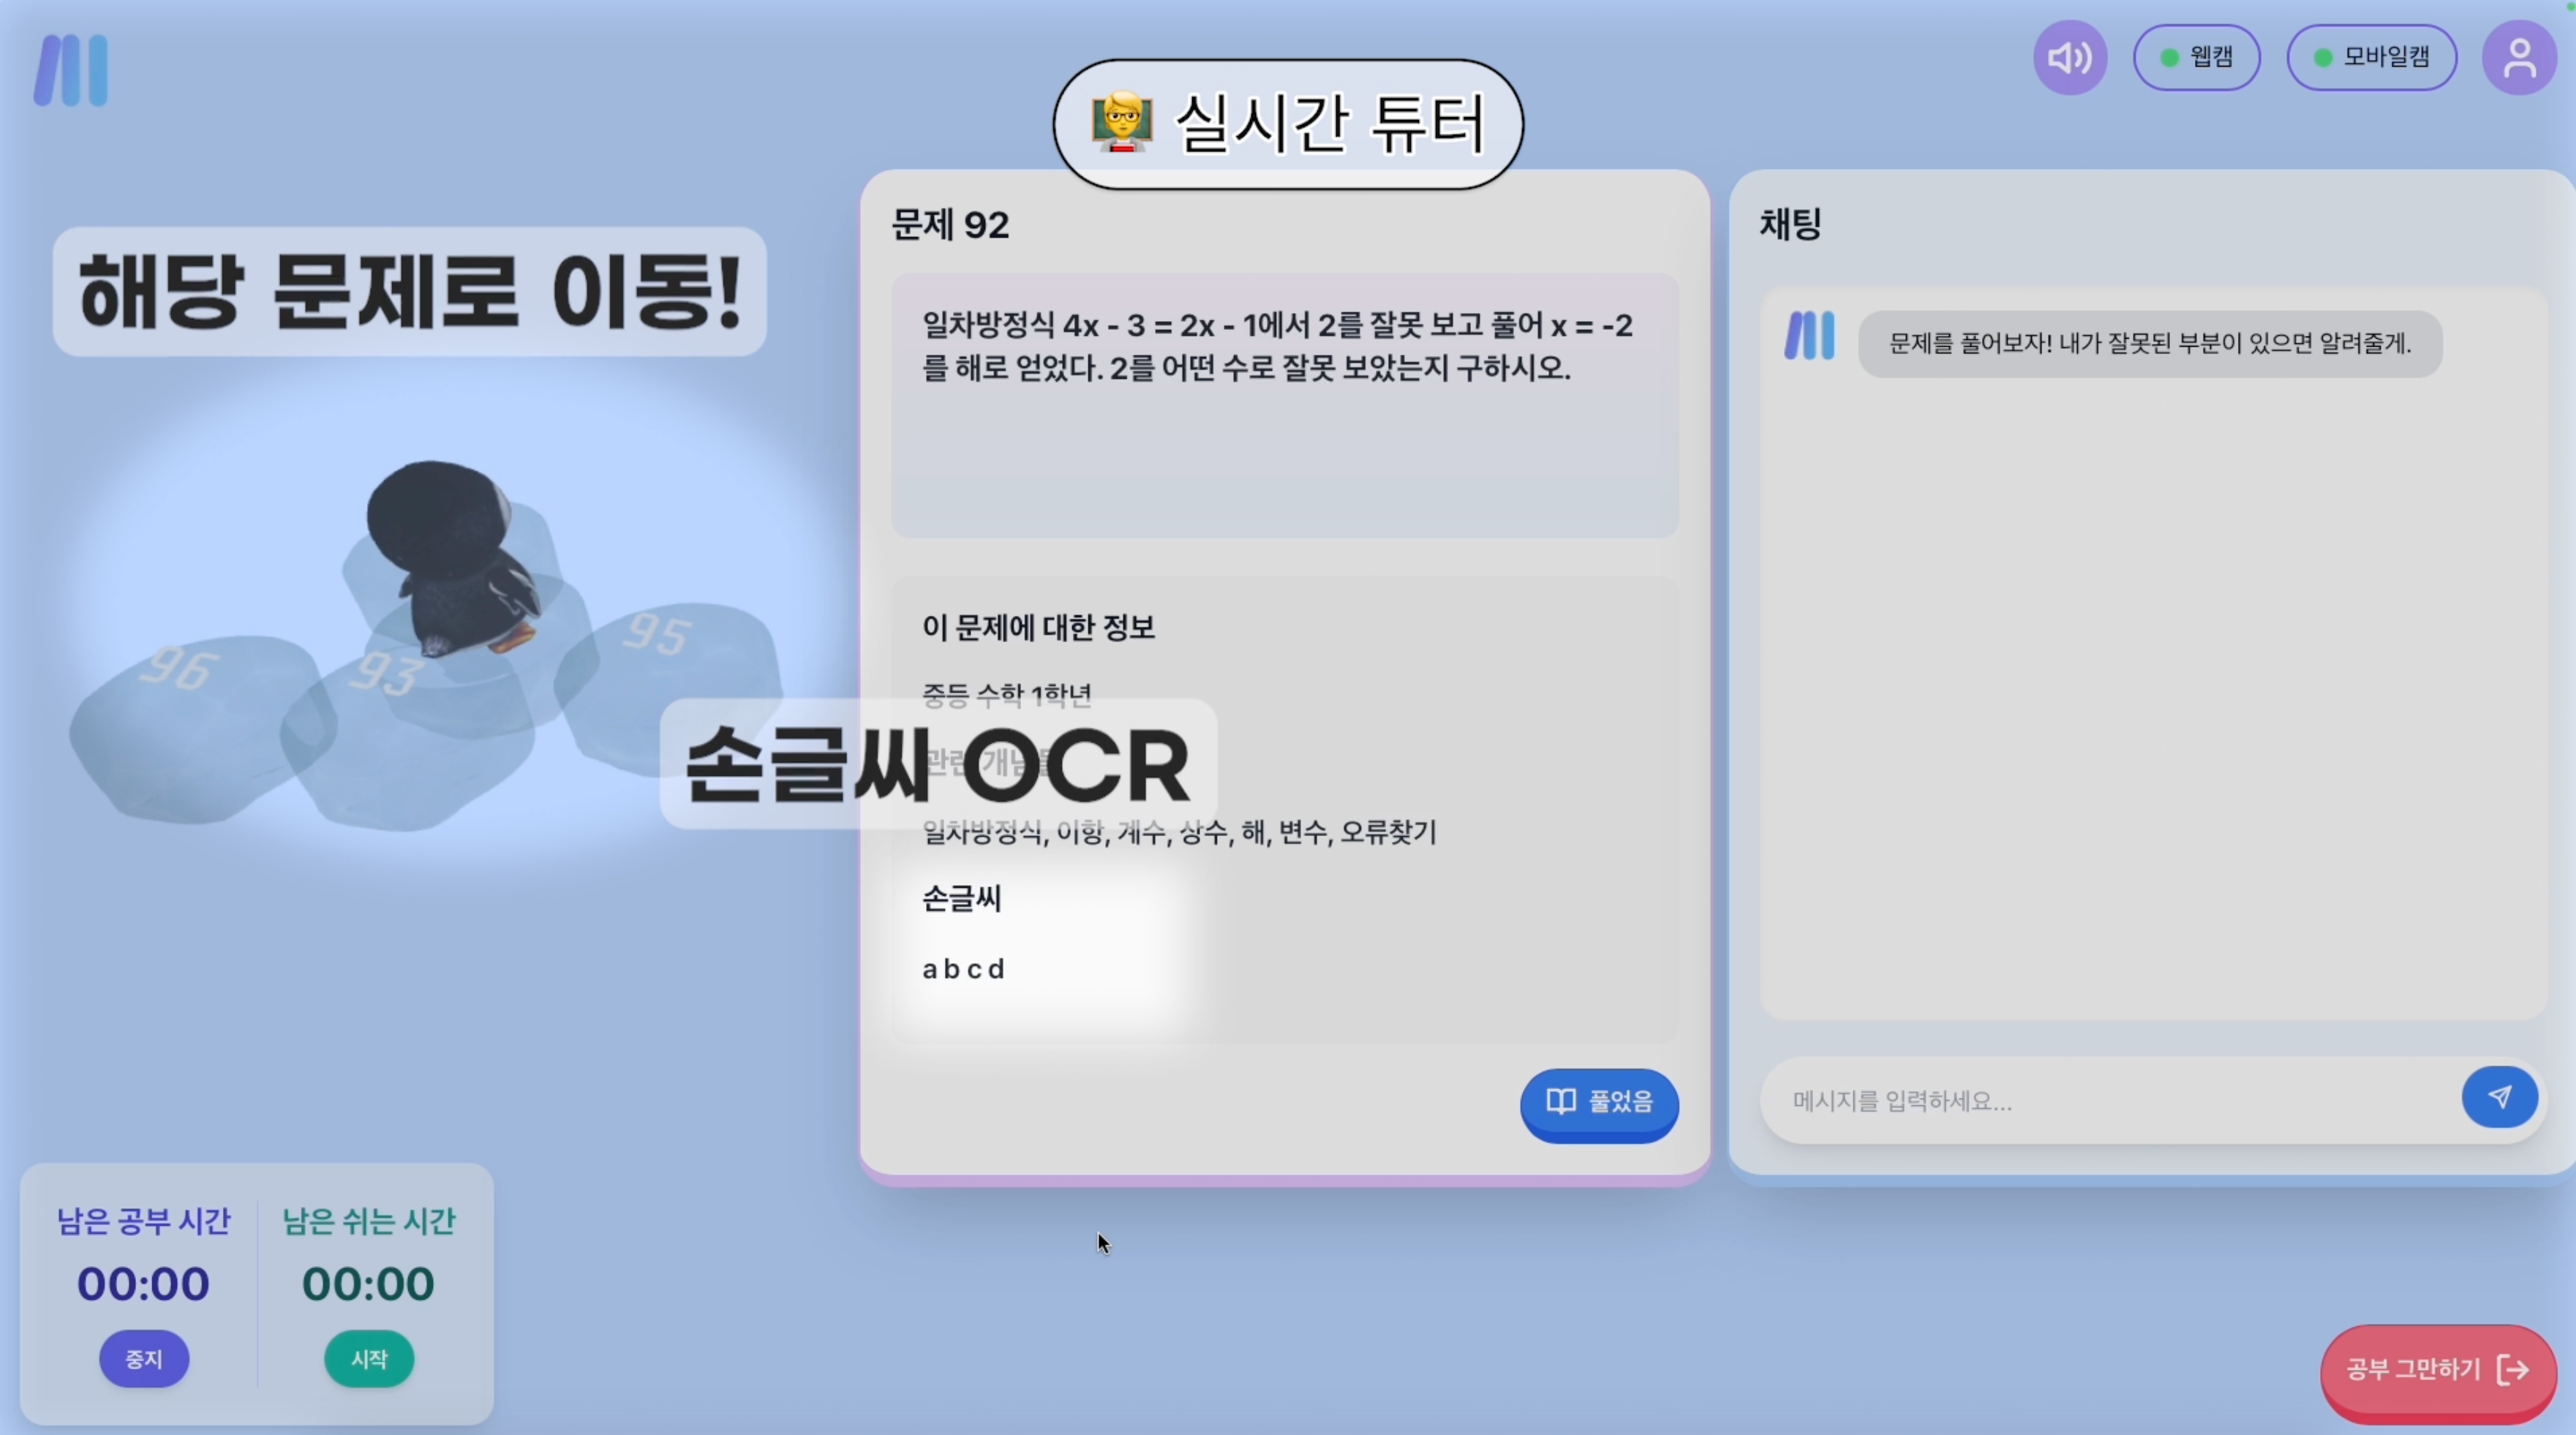 웹캠
모바일캠
🧑‍🏫 실시간 튜터
해당 문제로 이동!
96
93
95
문제 92
일차방정식 4x - 3 = 2x - 1에서 2를 잘못 보고 풀어 x = -2
를 해로 얻었다. 2를 어떤 수로 잘못 보았는지 구하시오.
이 문제에 대한 정보
중등 수학 1학년
손글씨 OCR
일차방정식, 이항, 계수, 상수, 해, 변수, 오류찾기
손글씨
a b c d
풀었음
채팅
문제를 풀어보자! 내가 잘못된 부분이 있으면 알려줄게.
메시지를 입력하세요...
남은 공부 시간
00:00
중지
남은 쉬는 시간
00:00
시작
공부 그만하기